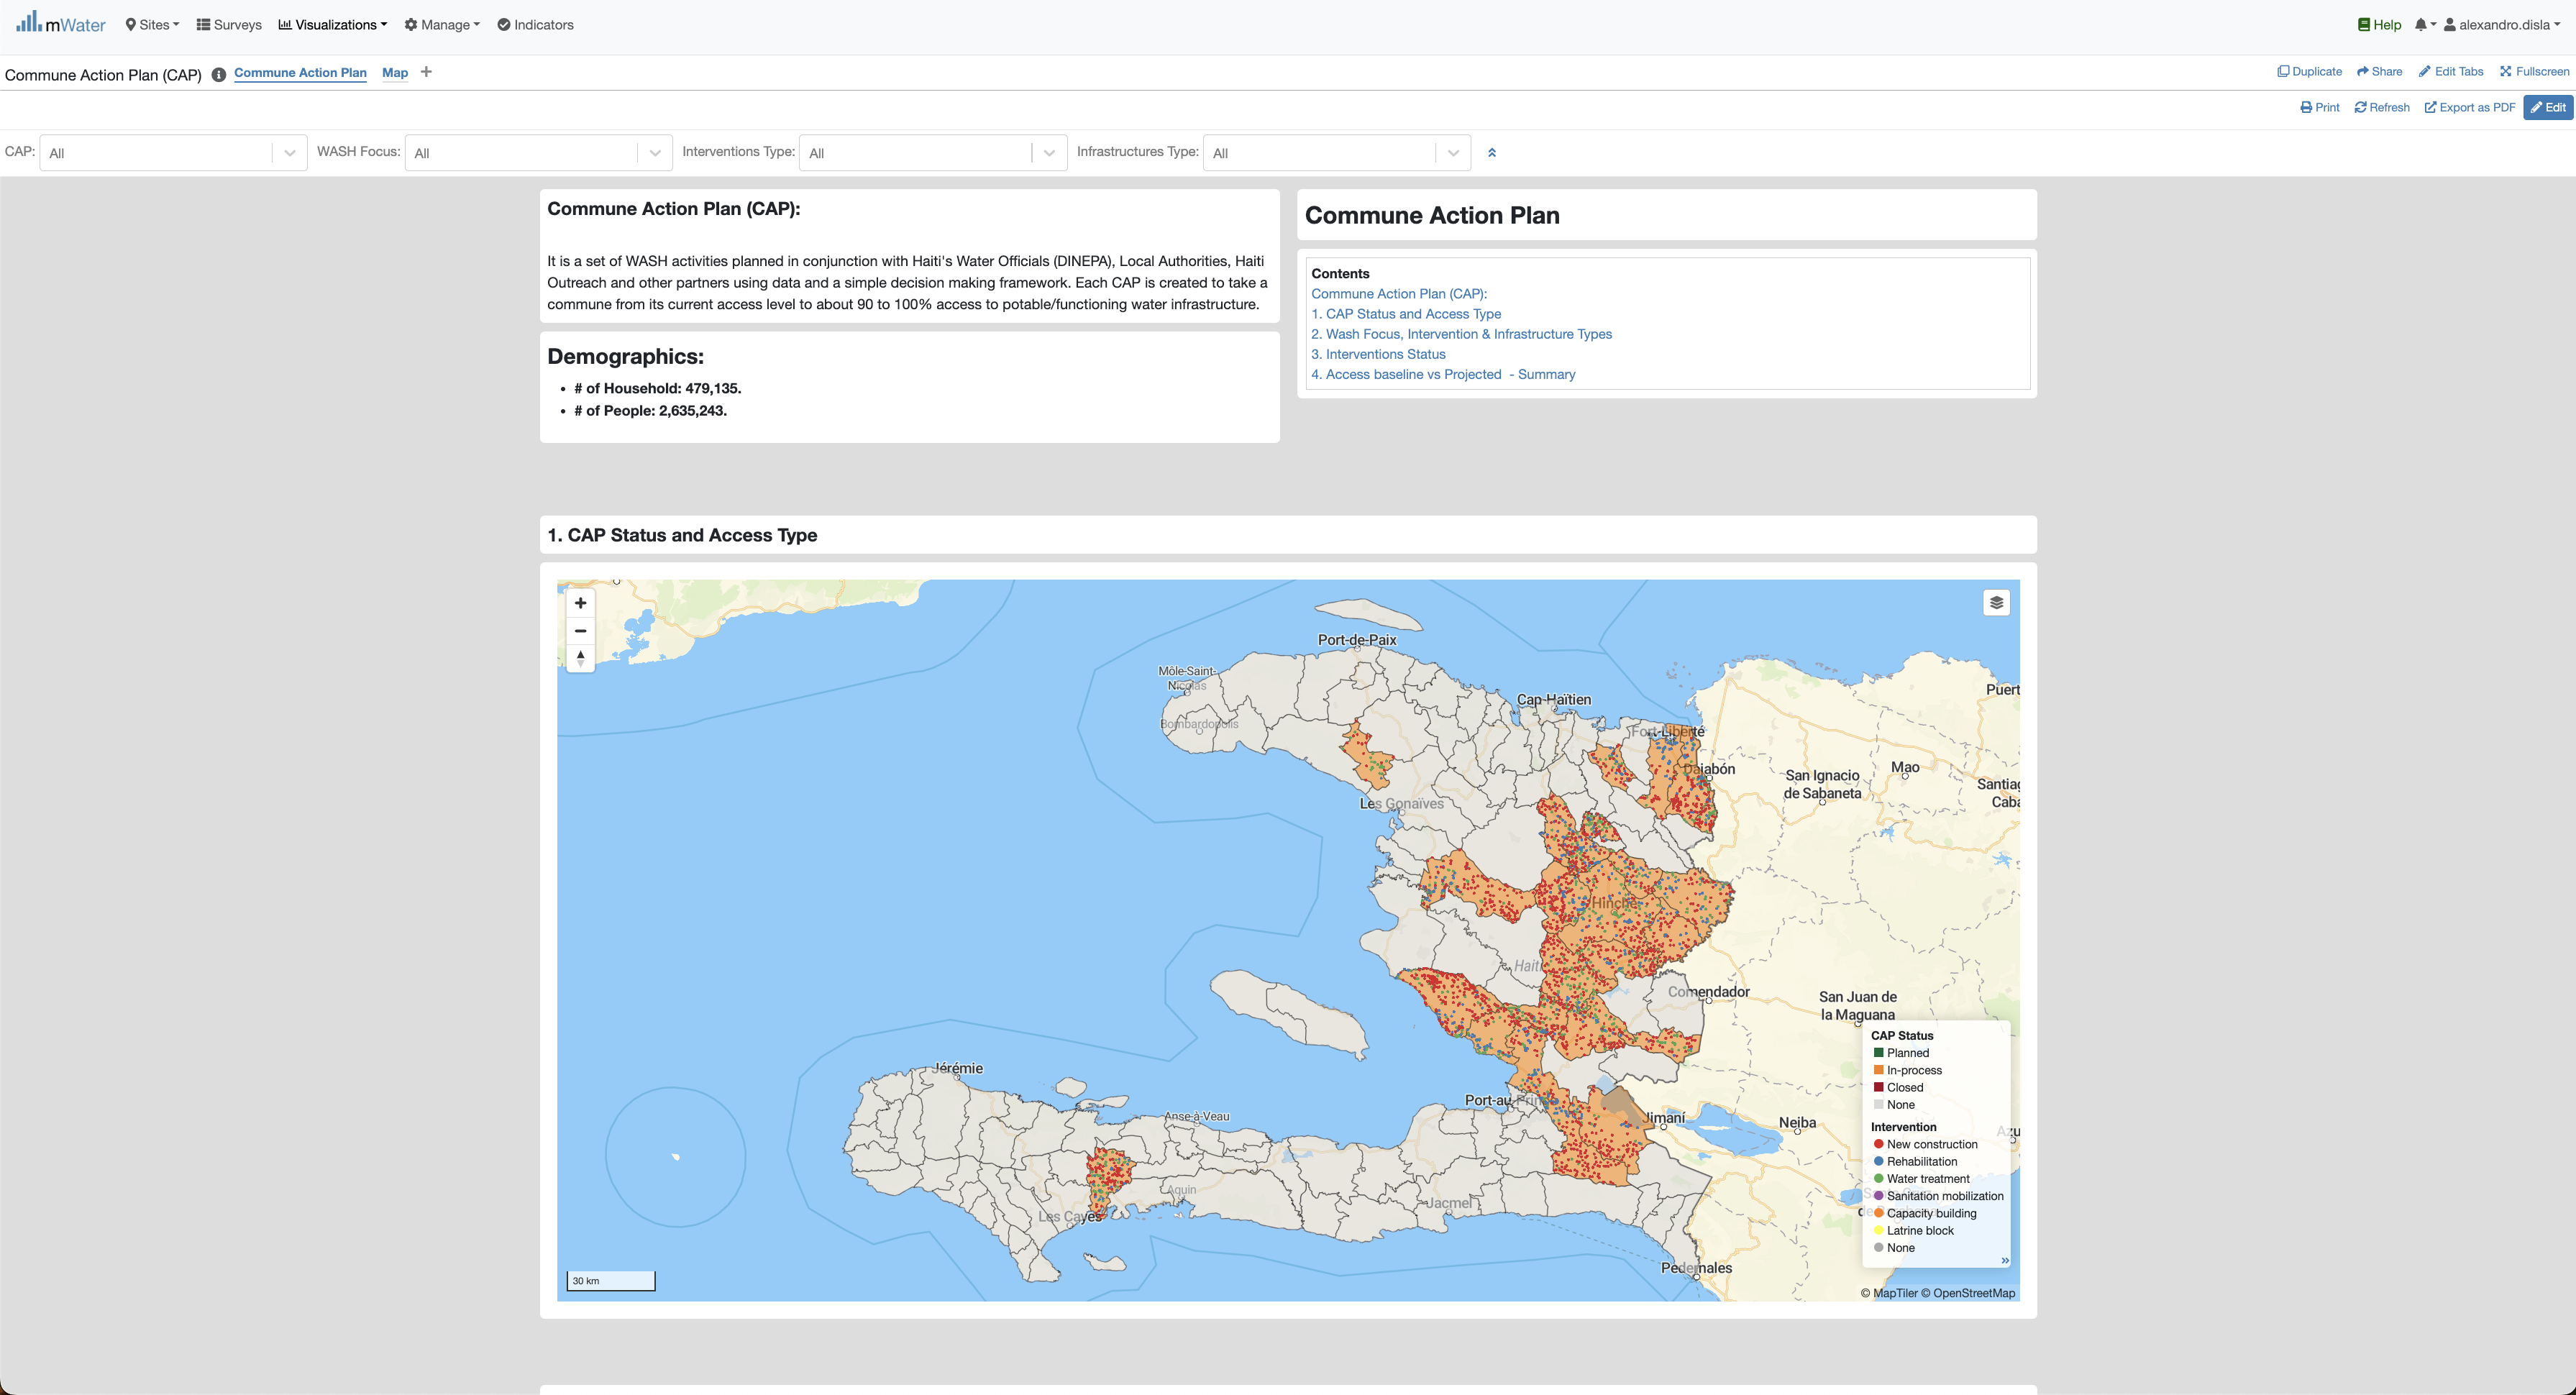 mWater
Sites
Surveys
Visualizations
Manage
Indicators
Help
alexandro.disla
Commune Action Plan (CAP)
Commune Action Plan
Map
Duplicate
Share
Edit Tabs
Fullscreen
Print
Refresh
Export as PDF
Edit
CAP: All
WASH Focus: All
Interventions Type: All
Infrastructures Type: All
Commune Action Plan (CAP):
It is a set of WASH activities planned in conjunction with Haiti's Water Officials (DINEPA), Local Authorities, Haiti
Outreach and other partners using data and a simple decision making framework. Each CAP is created to take a
commune from its current access level to about 90 to 100% access to potable/functioning water infrastructure.
Demographics:
• # of Household: 479,135.
• # of People: 2,635,243.
Commune Action Plan
Contents
Commune Action Plan (CAP):
1. CAP Status and Access Type
2. Wash Focus, Intervention & Infrastructure Types
3. Interventions Status
4. Access baseline vs Projected - Summary
1. CAP Status and Access Type
Port-de-Paix
Môle-Saint-
Nicolas
Bombardopolis
Cap-Haïtien
Fort-Liberté
Dajabón
Puert
Mao
San Ignacio
de Sabaneta
Santiag
Caba
Les Gonaïves
Hinche
Haiti
Comendador
San Juan de
la Maguana
Jérémie
Anse-à-Veau
Port-au-Prince
Jimaní
Neiba
Azu
Aquin
Les Cayes
Jacmel
Pedernales
CAP Status
Planned
In-process
Closed
None
Intervention
New construction
Rehabilitation
Water treatment
Sanitation mobilization
Capacity building
Latrine block
None
30 km
© MapTiler © OpenStreetMap